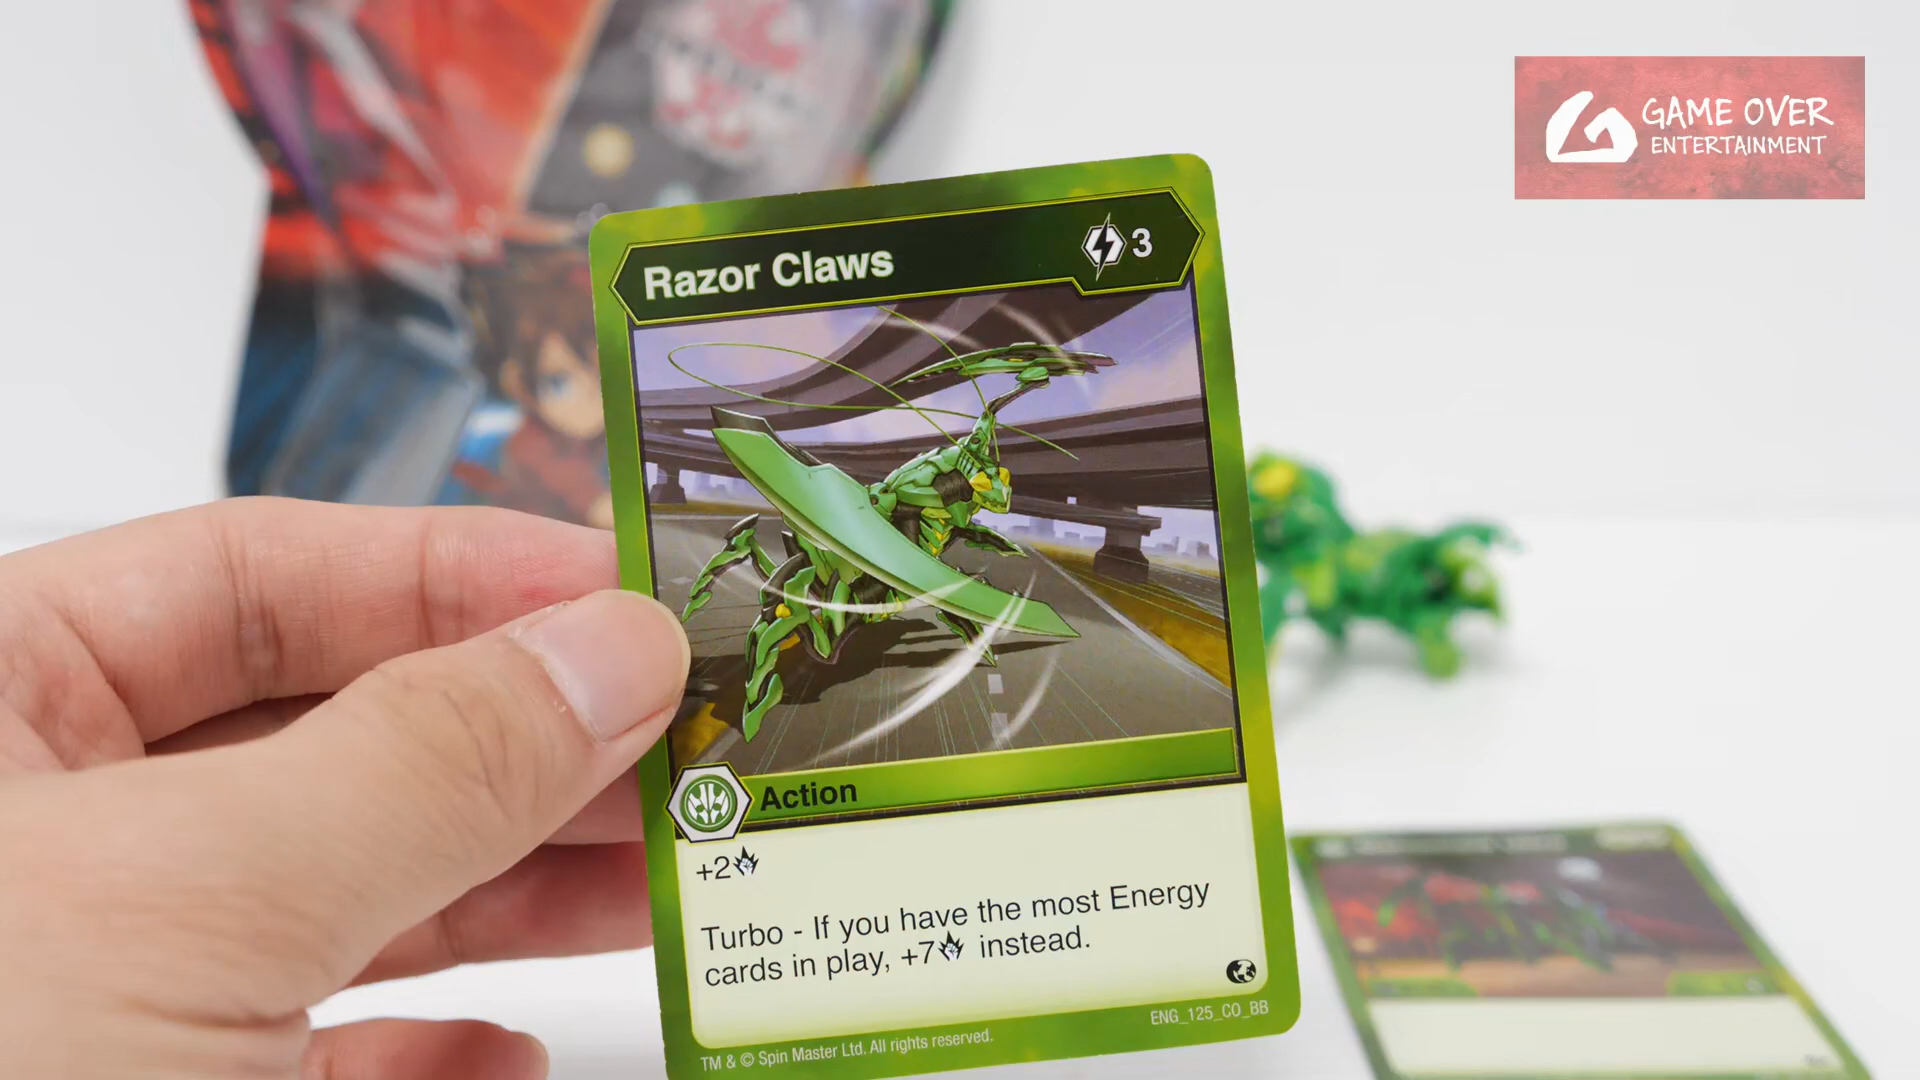 GAME OVER
ENTERTAINMENT
Razor Claws
3
Action
+2
Turbo - If you have the most Energy
cards in play, +7 instead.
ENG_125_CO_BB
TM & © Spin Master Ltd. All rights reserved.